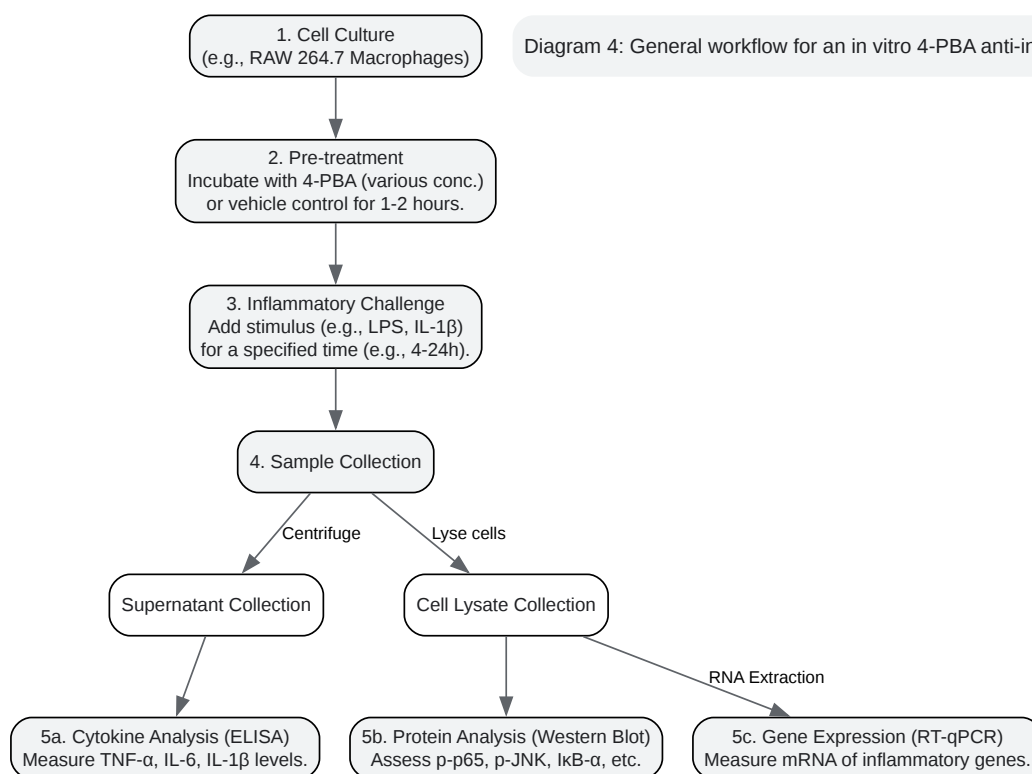 1. Cell Culture
(e.g., RAW 264.7 Macrophages)
Diagram 4: General workflow for an in vitro 4-PBA
2. Pre-treatment
Incubate with 4-PBA (various conc.)
or vehicle control for 1-2 hours.
3. Inflammatory Challenge
Add stimulus (e.g., LPS, IL-1β)
for a specified time (e.g., 4-24h).
4. Sample Collection
Centrifuge
Lyse cells
Supernatant Collection
Cell Lysate Collection
RNA Extraction
5a. Cytokine Analysis (ELISA)
Measure TNF-α, IL-6, IL-1β levels.
5b. Protein Analysis (Western Blot)
Assess p-p65, p-JNK, IκB-α, etc.
5c. Gene Expression (RT-qPCR)
Measure mRNA of inflammatory genes.